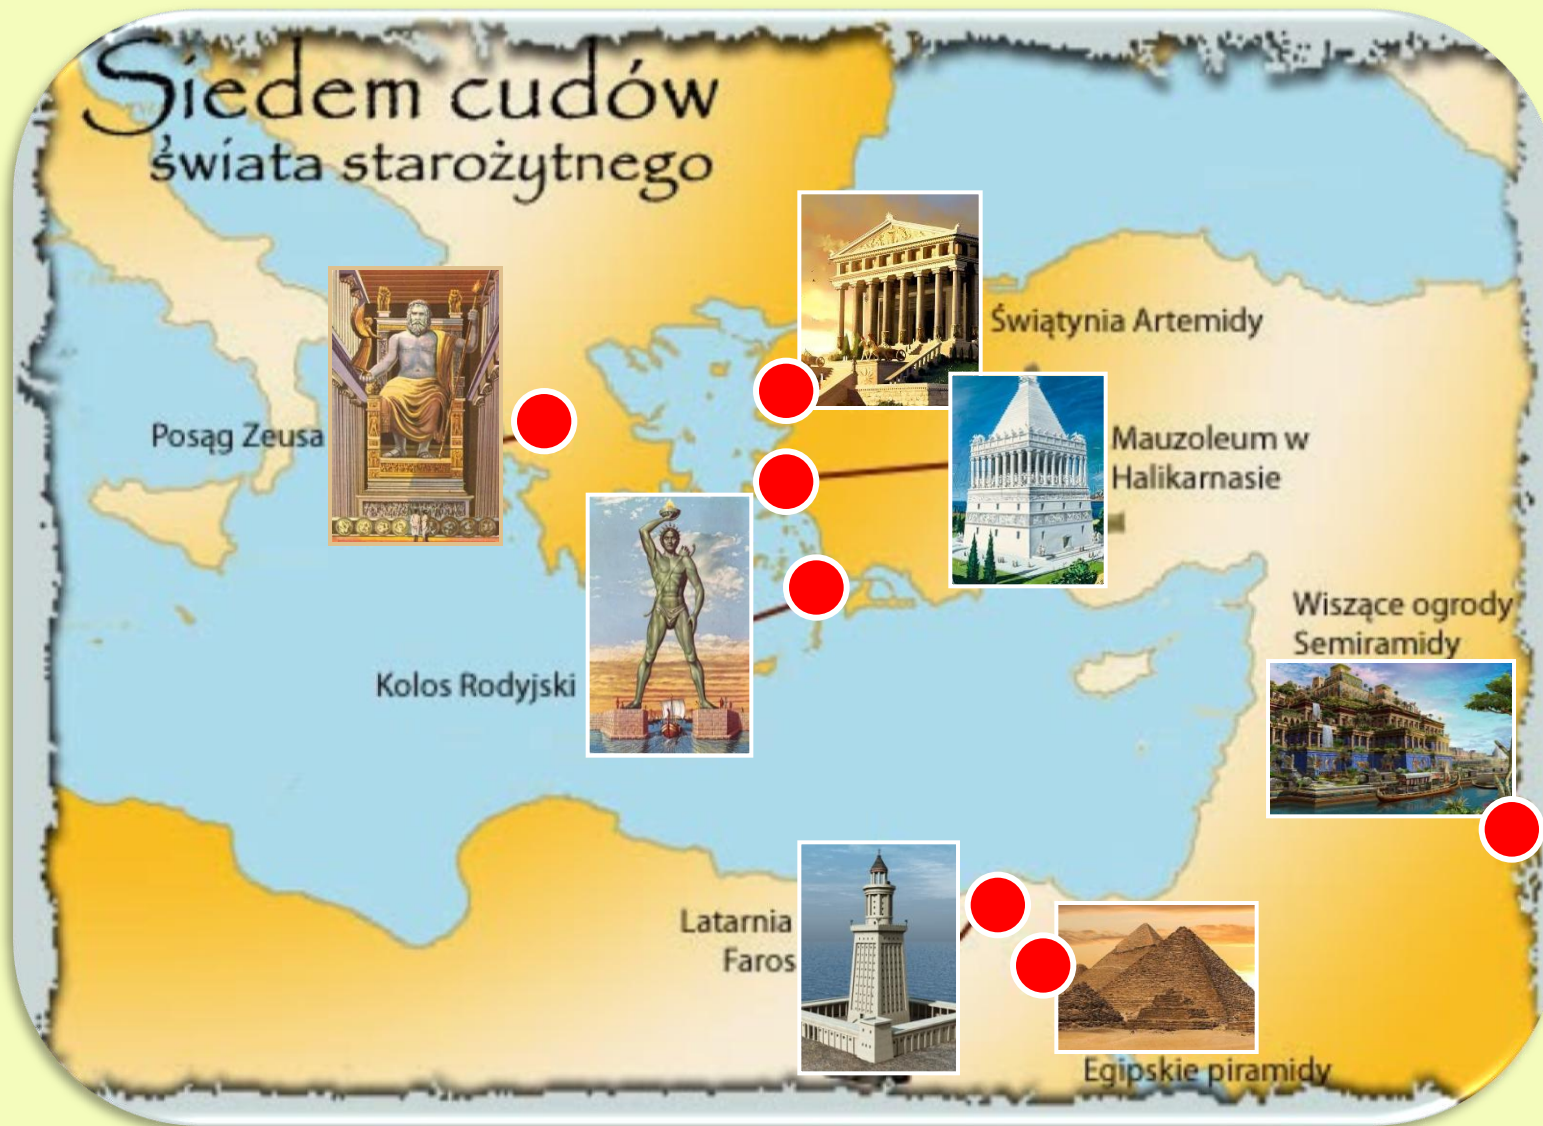 Siedem cudów
świata starożytnego
Świątynia Artemidy
Posąg Zeusa
Mauzoleum w
Halikarnasie
Wiszące ogrody
Semiramidy
Kolos Rodyjski
Latarnia
Faros
Egipskie piramidy